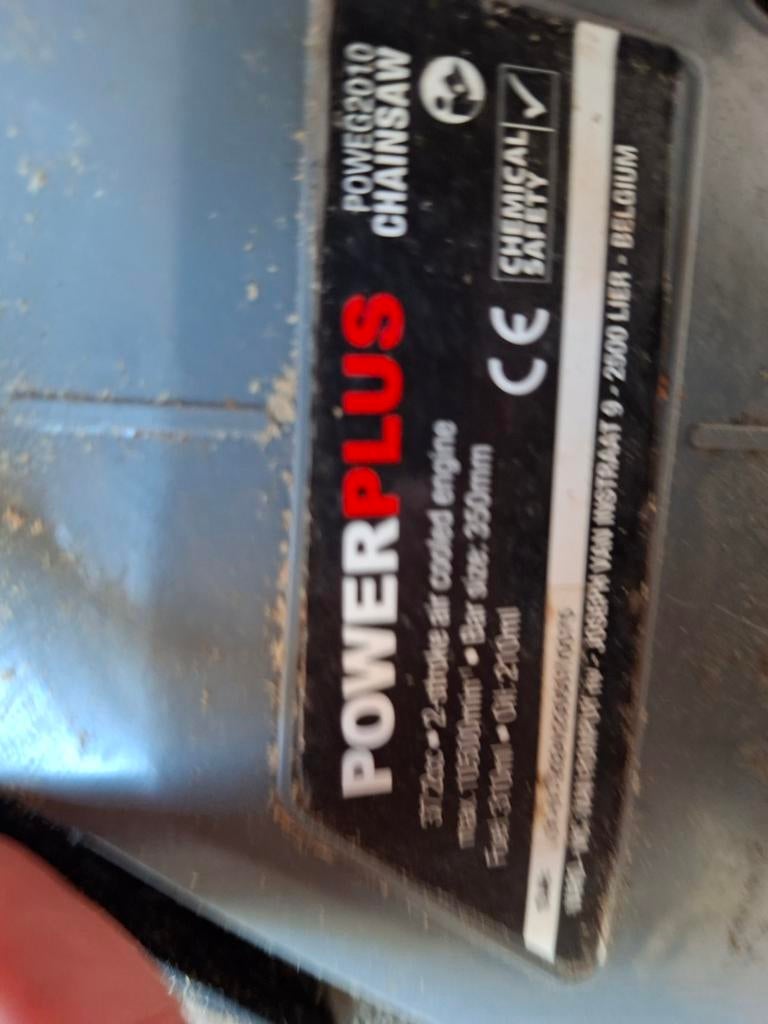 POWERPLUS
POWEG2010
CHAINSAW
37,2cc • 2-stroke air cooled engine
max. 10500min⁻¹ • Bar size: 350mm
Fuel: 310ml • Oil: 210ml
CE
CHEMICAL
SAFETY
JOSEPH VAN INSTRAAT 9 - 2500 LIER - BELGIUM